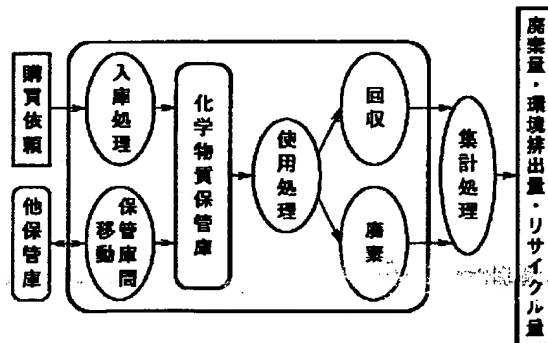 購買依頼
入庫処理
化学物質保管庫
使用処理
回収
集計処理
廃棄量・環境排出量・リサイクル量
他保管庫
保管庫間
移動
廃棄